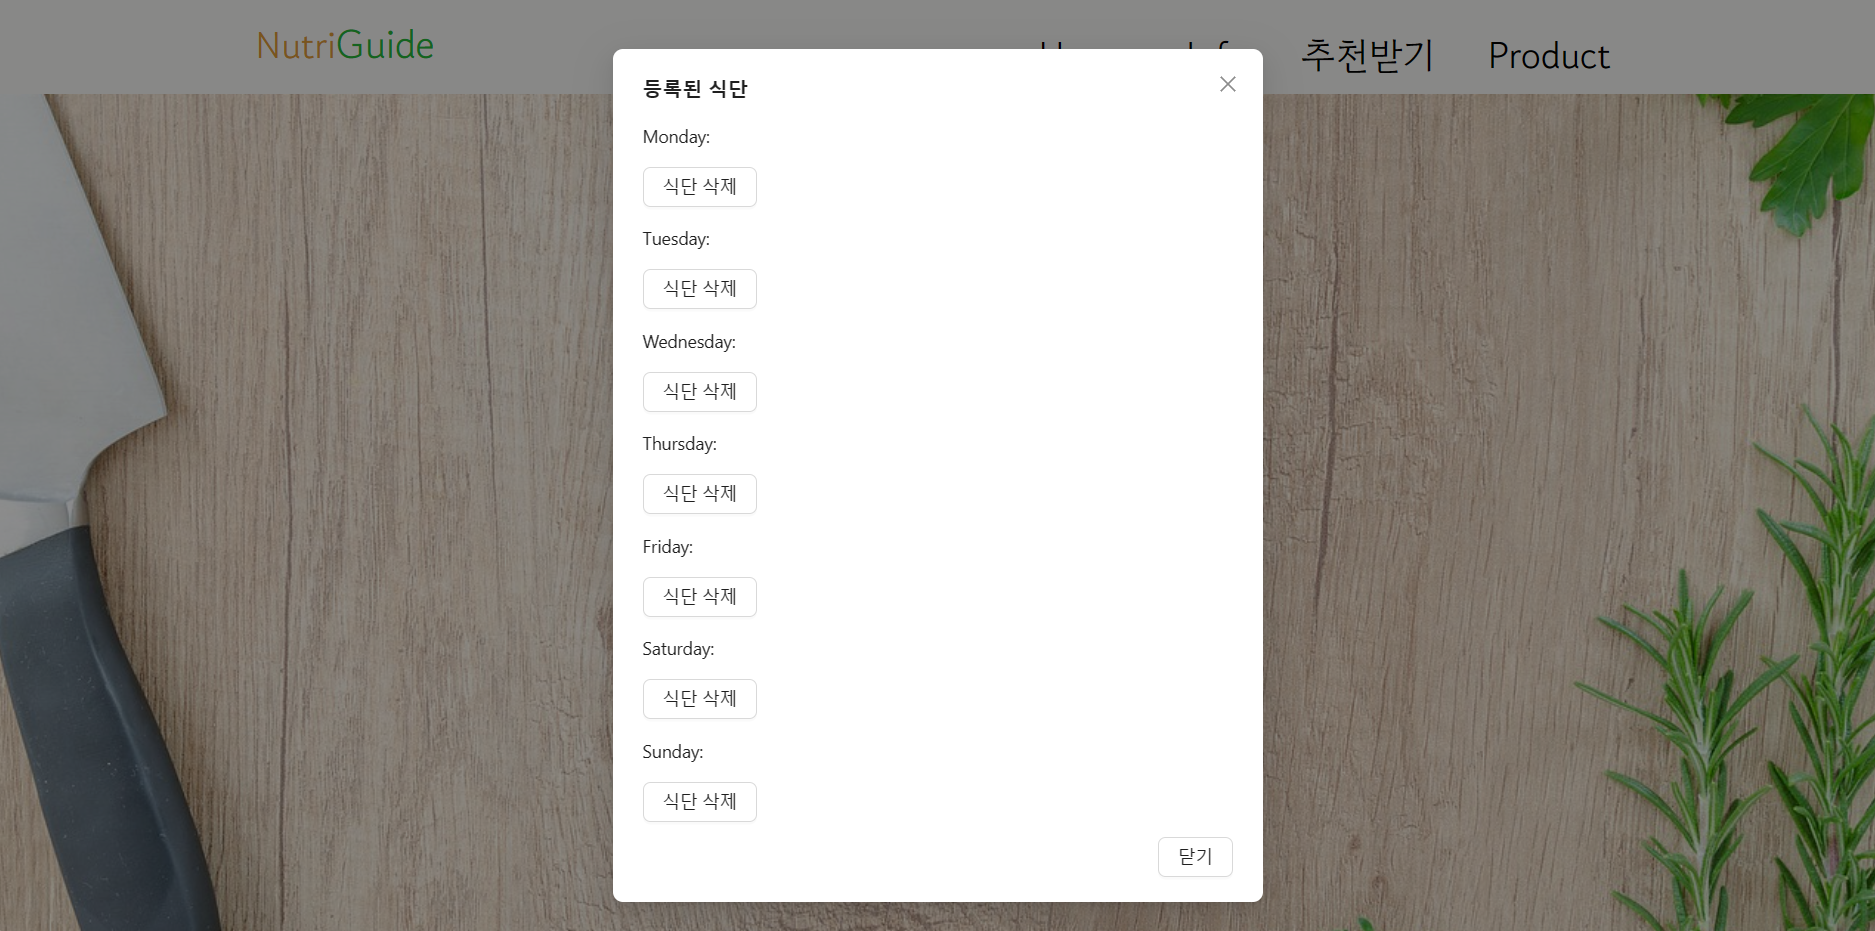 NutriGuide
추천받기
Product
등록된 식단
Monday:
식단 삭제
Tuesday:
식단 삭제
Wednesday:
식단 삭제
Thursday:
식단 삭제
Friday:
식단 삭제
Saturday:
식단 삭제
Sunday:
식단 삭제
닫기